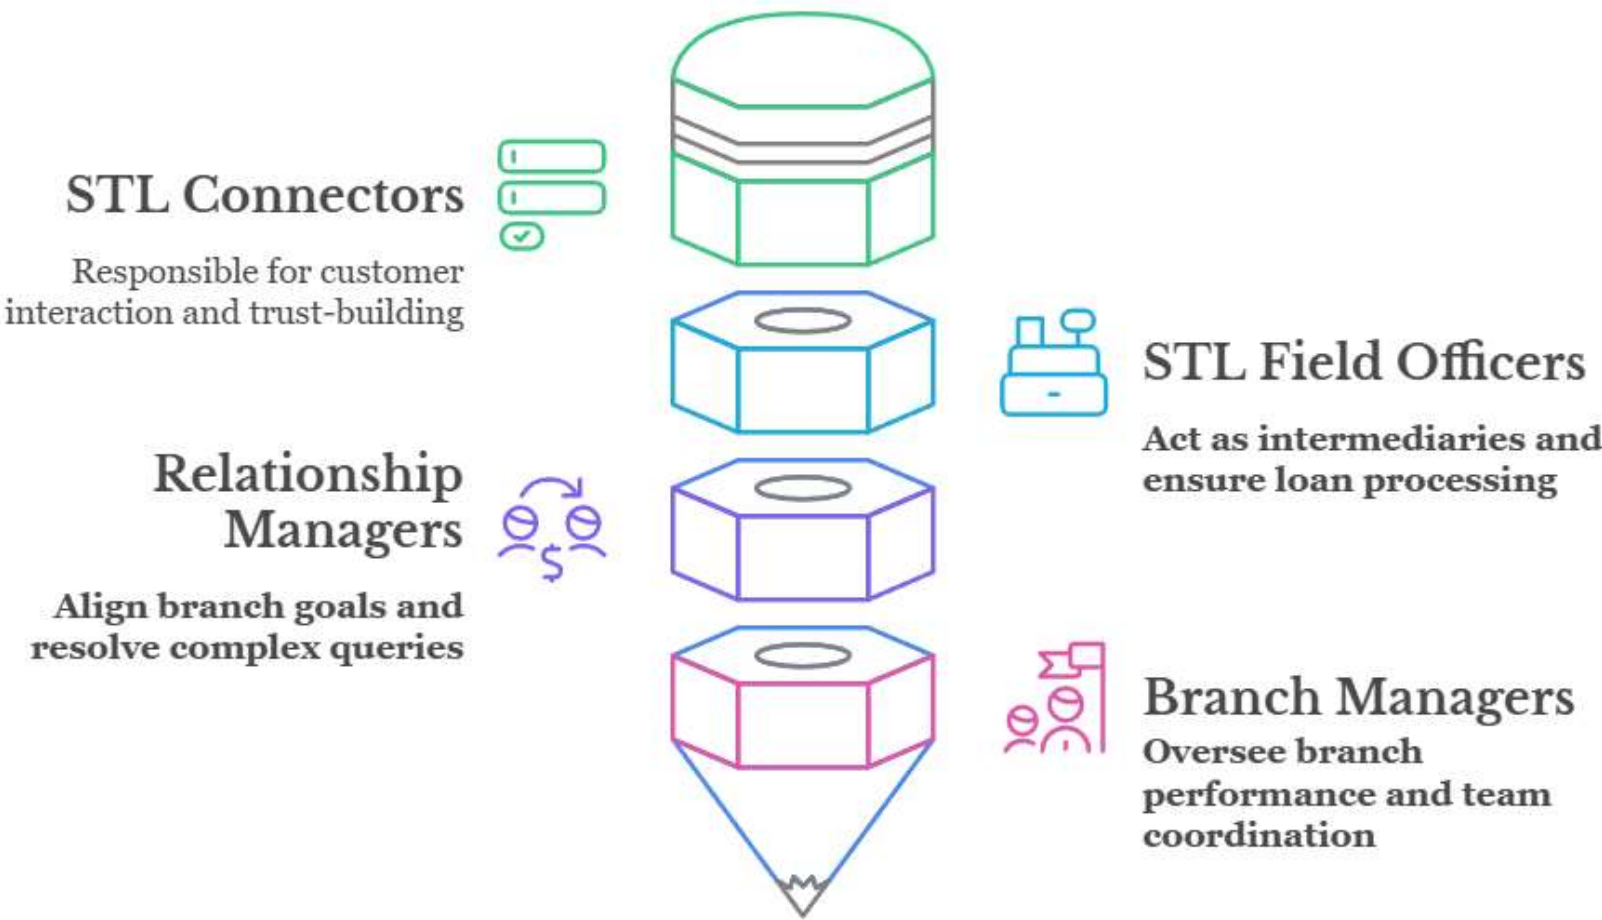 STL Connectors
Responsible for customer
interaction and trust-building
STL Field Officers
Act as intermediaries and
ensure loan processing
Relationship
Managers
Align branch goals and
resolve complex queries
Branch Managers
Oversee branch
performance and team
coordination